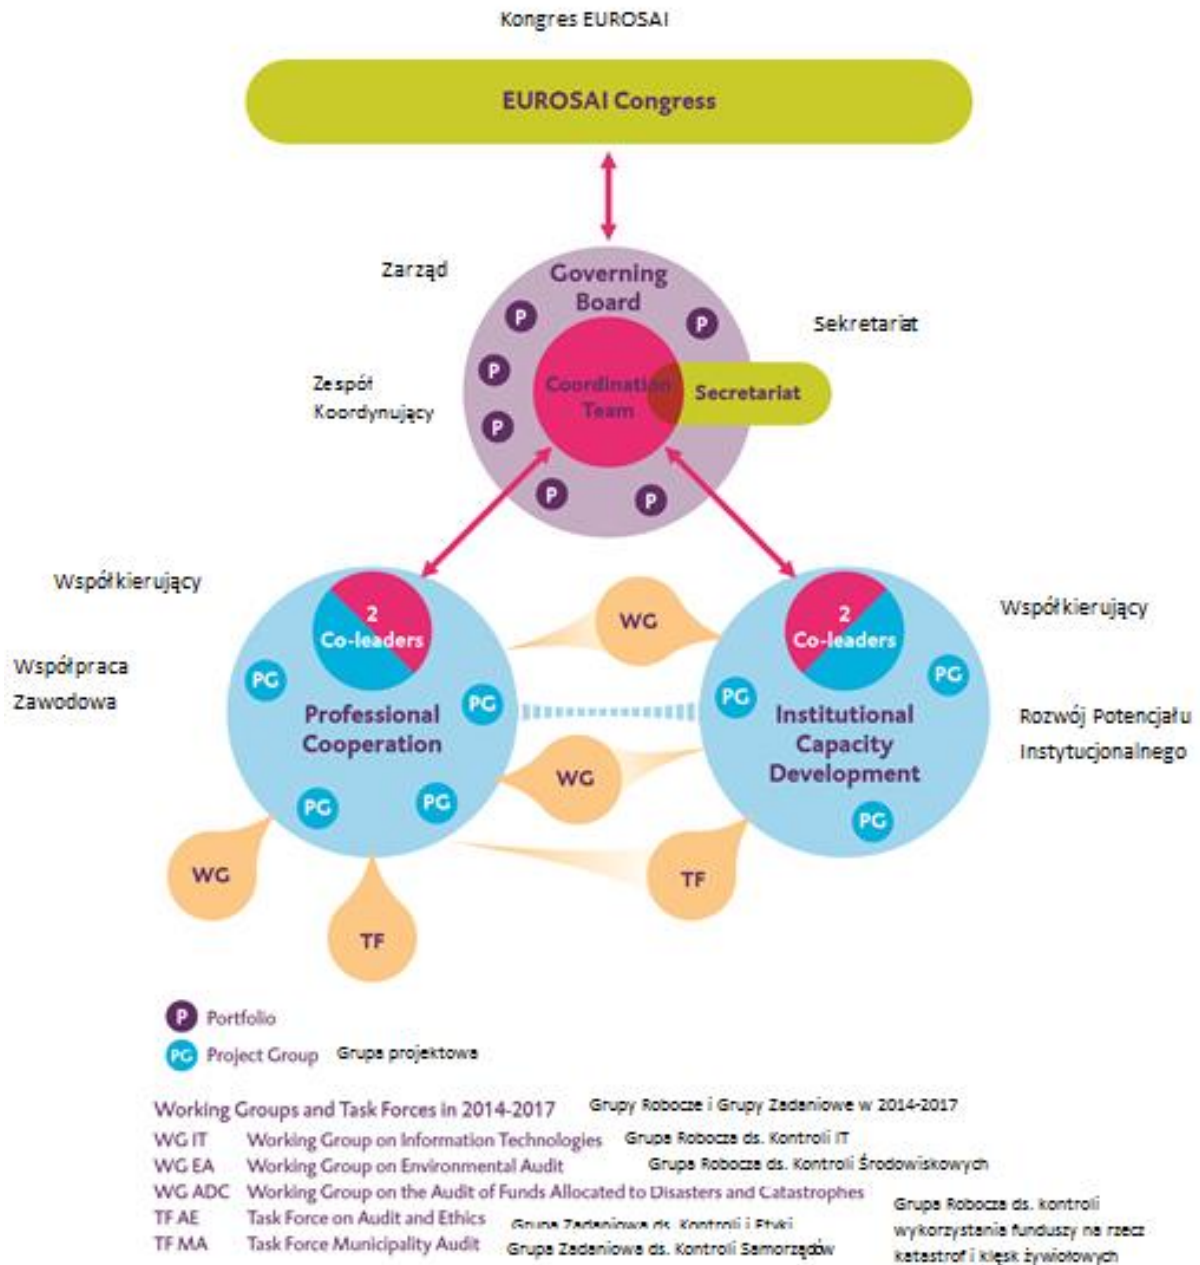 Kongres EUROSAI
EUROSAI Congress
Zarząd
Governing
Board
P
P
Sekretariat
P
Zespół
Koordynujący
Coordination
Team
Secretariat
P
P
P
Współkierujący
2
Co-leaders
WG
2
Co-leaders
Współkierujący
Współpraca
Zawodowa
PG
PG
Professional
Cooperation
PG
PG
Institutional
Capacity
Development
Rozwój Potencjału
Instytucjonalnego
WG
PG
PG
PG
WG
TF
TF
P Portfolio
PG Project Group Grupa projektowa
Working Groups and Task Forces in 2014-2017 Grupy Robocze i Grupy Zadaniowe w 2014-2017
WG IT Working Group on Information Technologies Grupa Robocza ds. Kontroli IT
WG EA Working Group on Environmental Audit Grupa Robocza ds. Kontroli Środowiskowych
WG ADC Working Group on the Audit of Funds Allocated to Disasters and Catastrophes
Grupa Robocza ds. kontroli
wykorzystania funduszy na rzecz
katastrof i klęsk żywiołowych
TF AE Task Force on Audit and Ethics Grupa Zadaniowa ds. Kontroli i Etyki
TF MA Task Force Municipality Audit Grupa Zadaniowa ds. Kontroli Samorządów